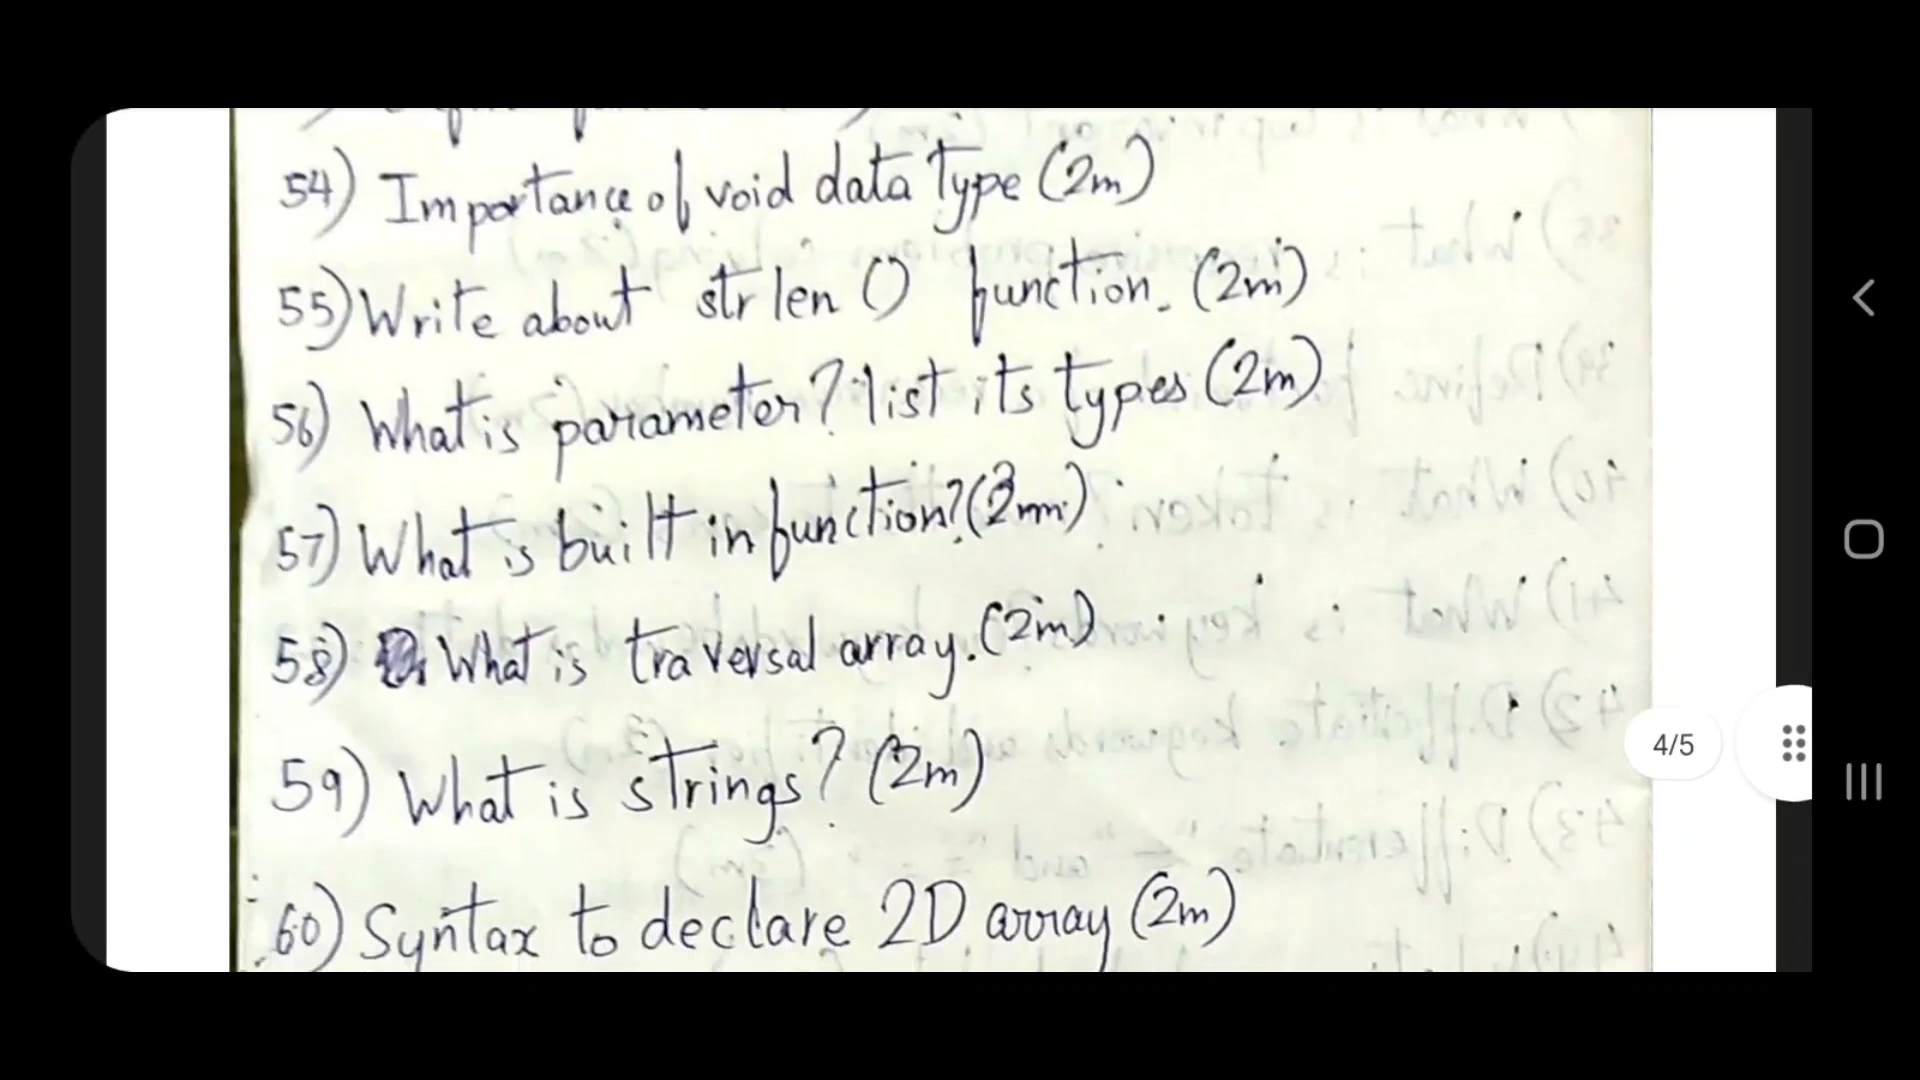 54) Importance of void data type (2m)
55) Write about strlen () function. (2m)
56) What is parameter? list its types (2m)
57) What is built in function? (2m)
58) What is traversal array. (2m)
59) What is strings? (2m)
4/5
60) Syntax to declare 2D array (2m)